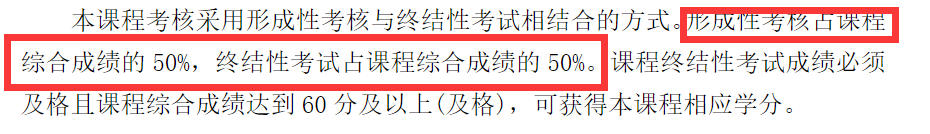 本课程考核采用形成性考核与终结性考试相结合的方式。形成性考核占课程
综合成绩的 50%，终结性考试占课程综合成绩的 50%。课程终结性考试成绩必须
及格且课程综合成绩达到 60 分及以上(及格)，可获得本课程相应学分。